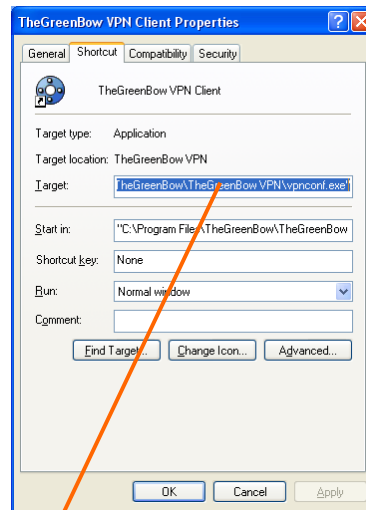 TheGreenBow VPN Client Properties
General Shortcut Compatibility Security
TheGreenBow VPN Client
Target type: Application
Target location: TheGreenBow VPN
Target: TheGreenBow\TheGreenBow VPN\vpnconf.exe"
Start in: "C:\Program Files\TheGreenBow\TheGreenBow
Shortcut key: None
Run: Normal window
Comment:
Find Target... Change Icon... Advanced...
OK Cancel Apply